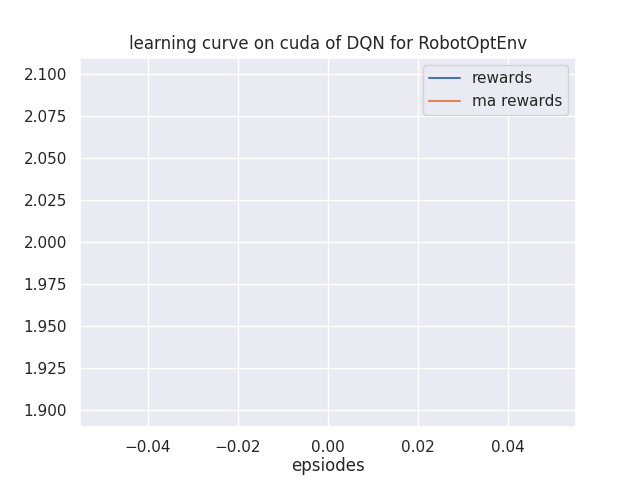 learning curve on cuda of DQN for RobotOptEnv
rewards
ma rewards
2.100
2.075
2.050
2.025
2.000
1.975
1.950
1.925
1.900
−0.04 −0.02 0.00 0.02 0.04
epsiodes